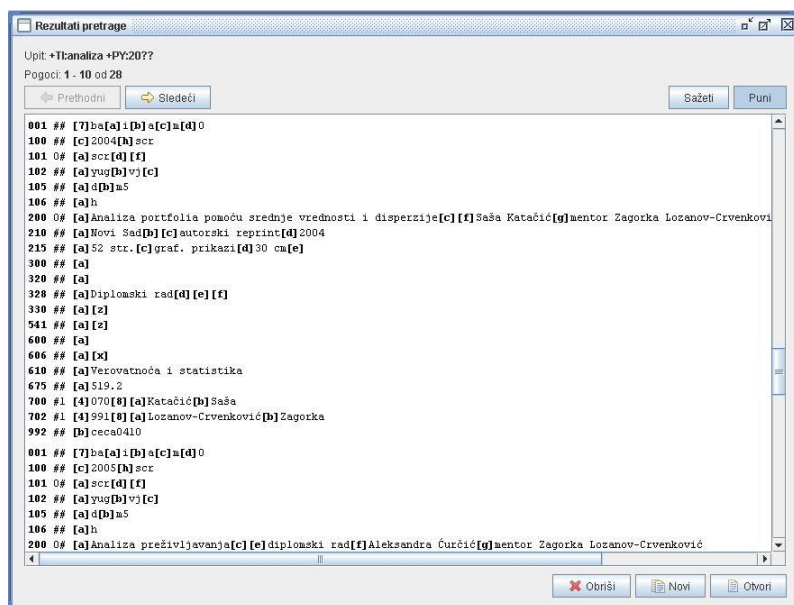 Rezultati pretrage
Upit: +TI:analiza +PY:20??
Pogoci: 1 - 10 od 28
Prethodni Sledeći Sažeti Puni
001 ## [7]ba[a]i[b]a[c]m[d]0
100 ## [c]2004[h]scr
101 0# [a]scr[d][f]
102 ## [a]yug[b]vj[c]
105 ## [a]d[b]m5
106 ## [a]h
200 0# [a]Analiza portfolia pomoću srednje vrednosti i disperzije[c][f]Saša Katačić[g]mentor Zagorka Lozanov-Crvenkovi
210 ## [a]Novi Sad[b][c]autorski reprint[d]2004
215 ## [a]52 str.[c]graf. prikazi[d]30 cm[e]
300 ## [a]
320 ## [a]
328 ## [a]Diplomski rad[d][e][f]
330 ## [a][z]
541 ## [a][z]
600 ## [a]
606 ## [a][x]
610 ## [a]Verovatnoća i statistika
675 ## [a]519.2
700 #1 [4]070[8][a]Katačić[b]Saša
702 #1 [4]991[8][a]Lozanov-Crvenković[b]Zagorka
992 ## [b]ceca0410
001 ## [7]ba[a]i[b]a[c]m[d]0
100 ## [c]2005[h]scr
101 0# [a]scr[d][f]
102 ## [a]yug[b]vj[c]
105 ## [a]d[b]m5
106 ## [a]h
200 0# [a]Analiza preživljavanja[c][e]diplomski rad[f]Aleksandra Ćurčić[g]mentor Zagorka Lozanov-Crvenković
Obriši Novi Otvori